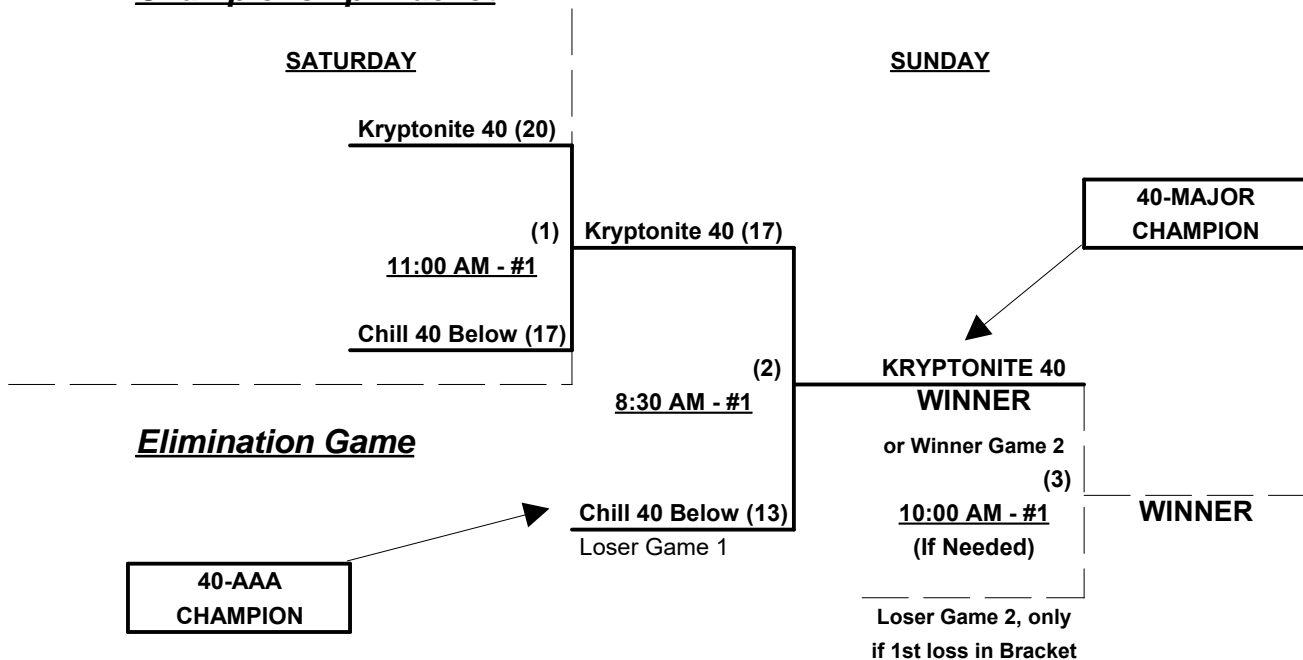 SATURDAY
SUNDAY
Kryptonite 40 (20)
40-MAJOR
CHAMPION
(1)
Kryptonite 40 (17)
11:00 AM - #1
Chill 40 Below (17)
(2)
KRYPTONITE 40
8:30 AM - #1
WINNER
Elimination Game
or Winner Game 2
(3)
Chill 40 Below (13)
10:00 AM - #1
WINNER
Loser Game 1
(If Needed)
40-AAA
CHAMPION
Loser Game 2, only
if 1st loss in Bracket